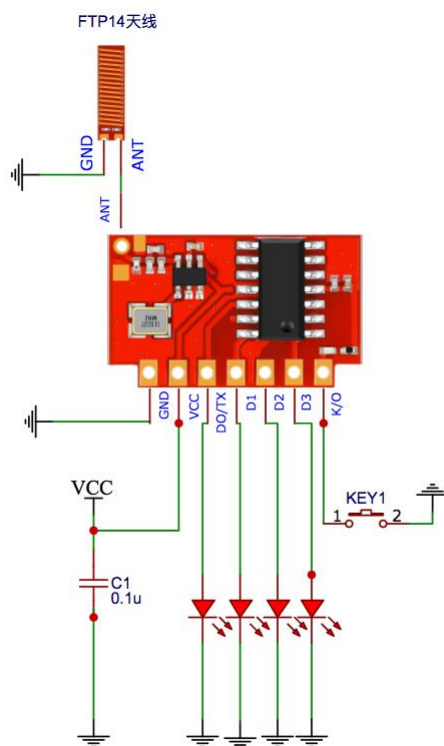 FTP14天线
GND
ANT
ANT
GND
VCC
DO/TX
D1
D2
D3
K/O
VCC
C1
0.1u
KEY1
1
2